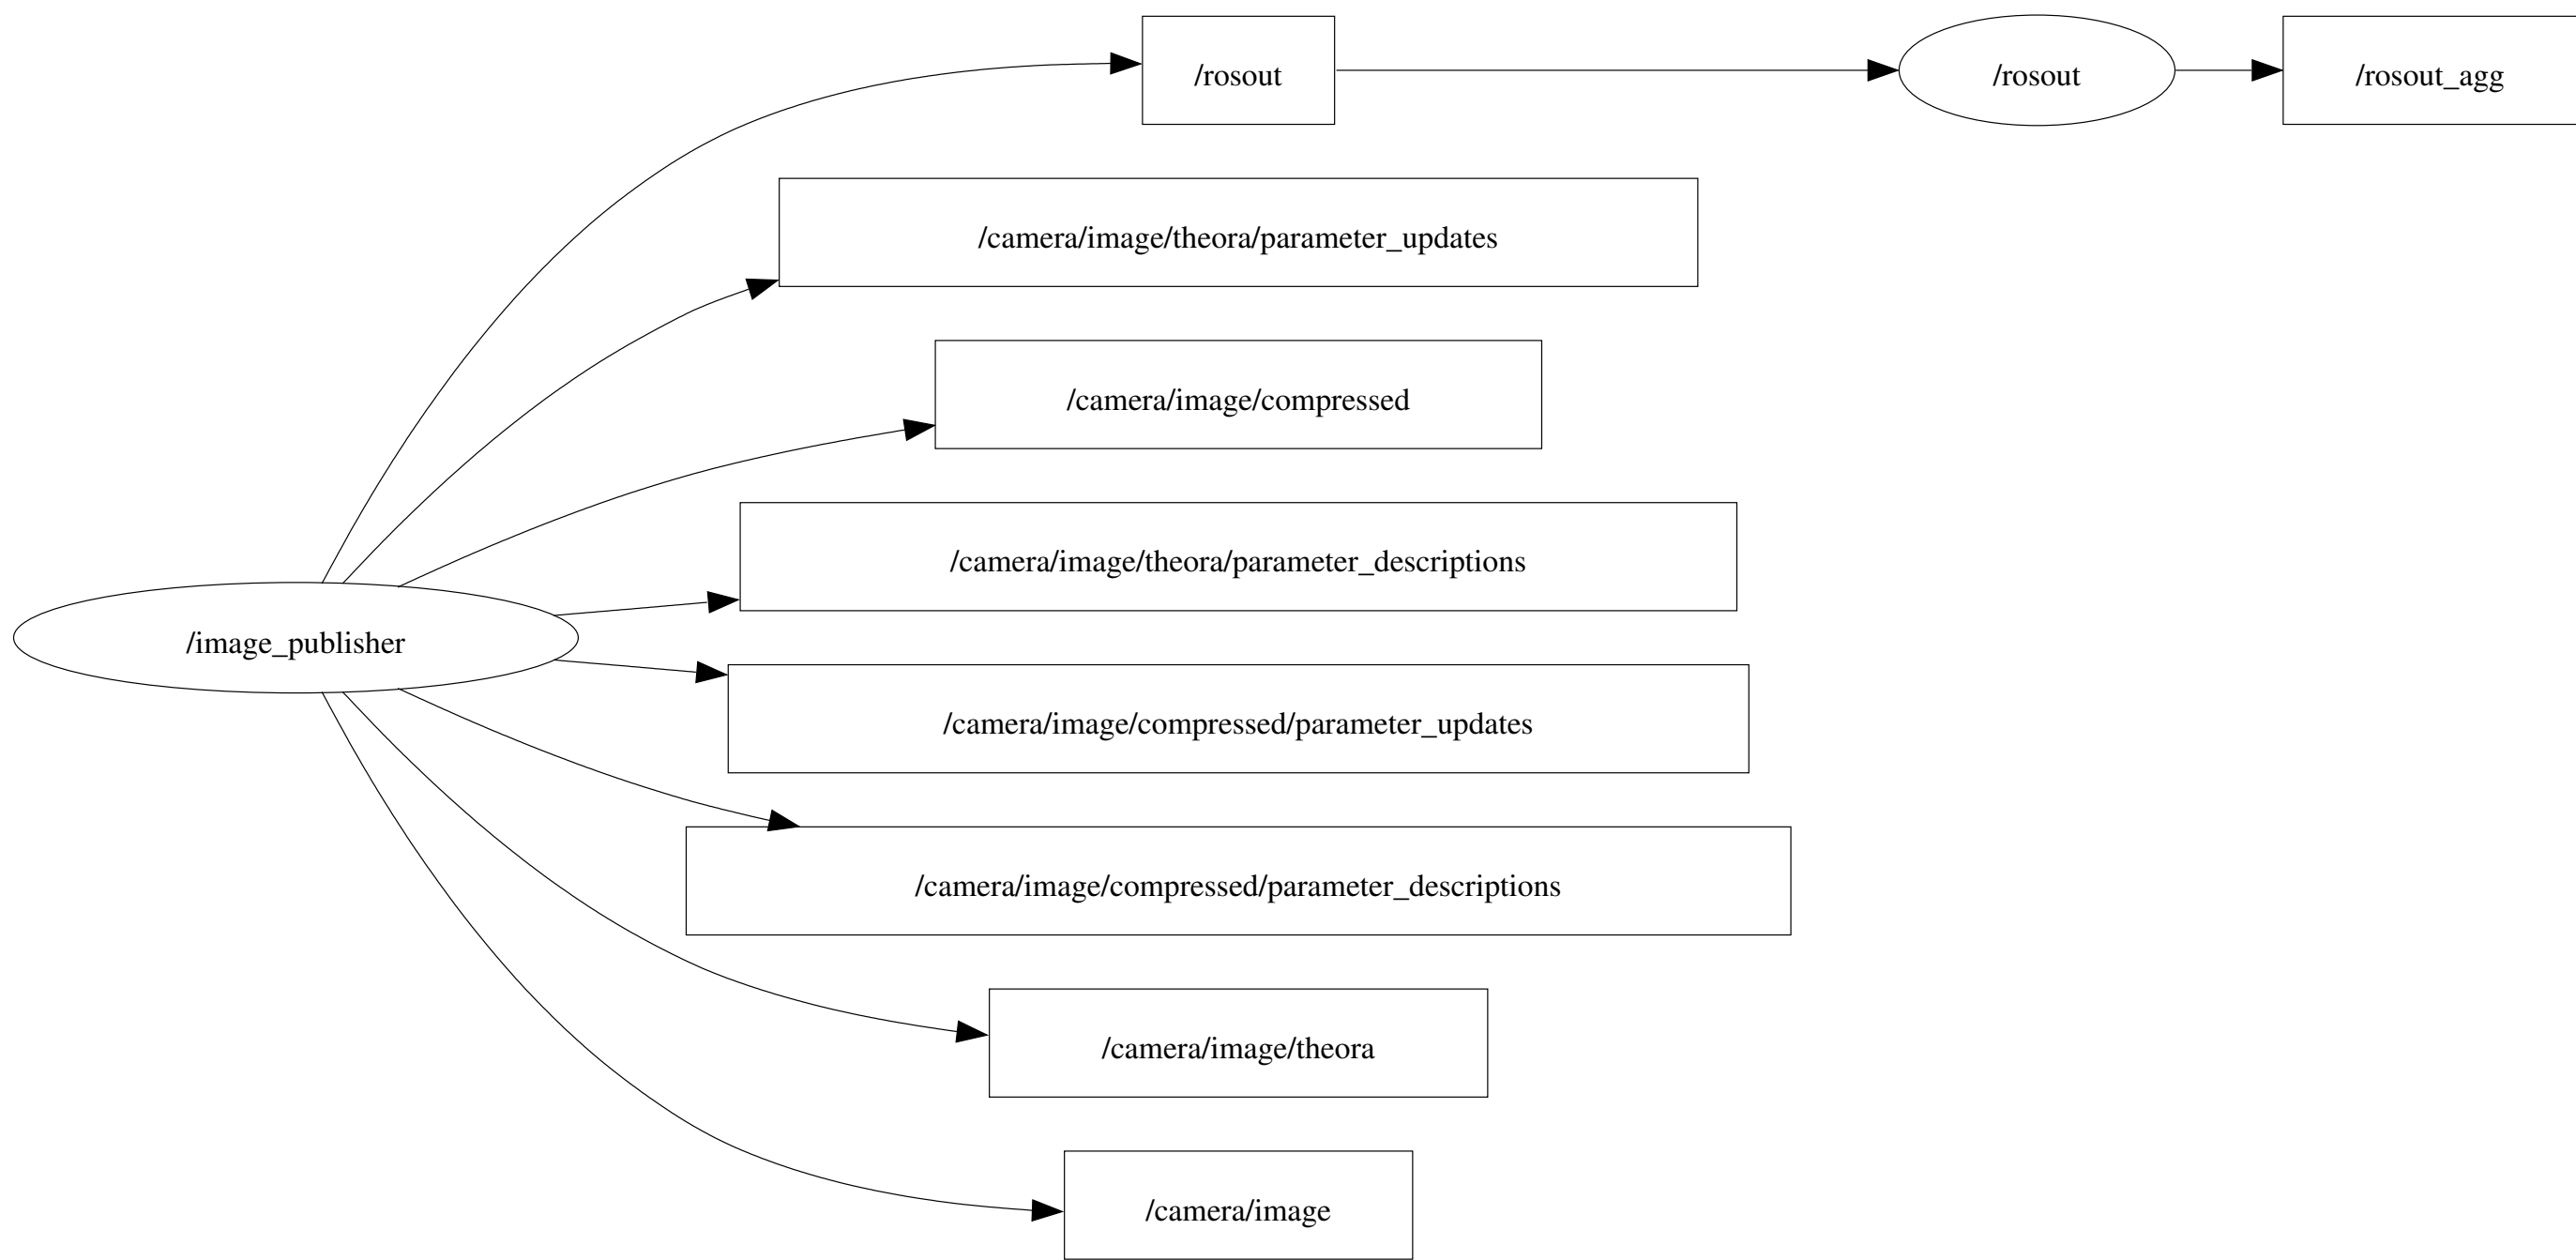 /rosout
/rosout
/rosout_agg
/camera/image/theora/parameter_updates
/camera/image/compressed
/camera/image/theora/parameter_descriptions
/image_publisher
/camera/image/compressed/parameter_updates
/camera/image/compressed/parameter_descriptions
/camera/image/theora
/camera/image